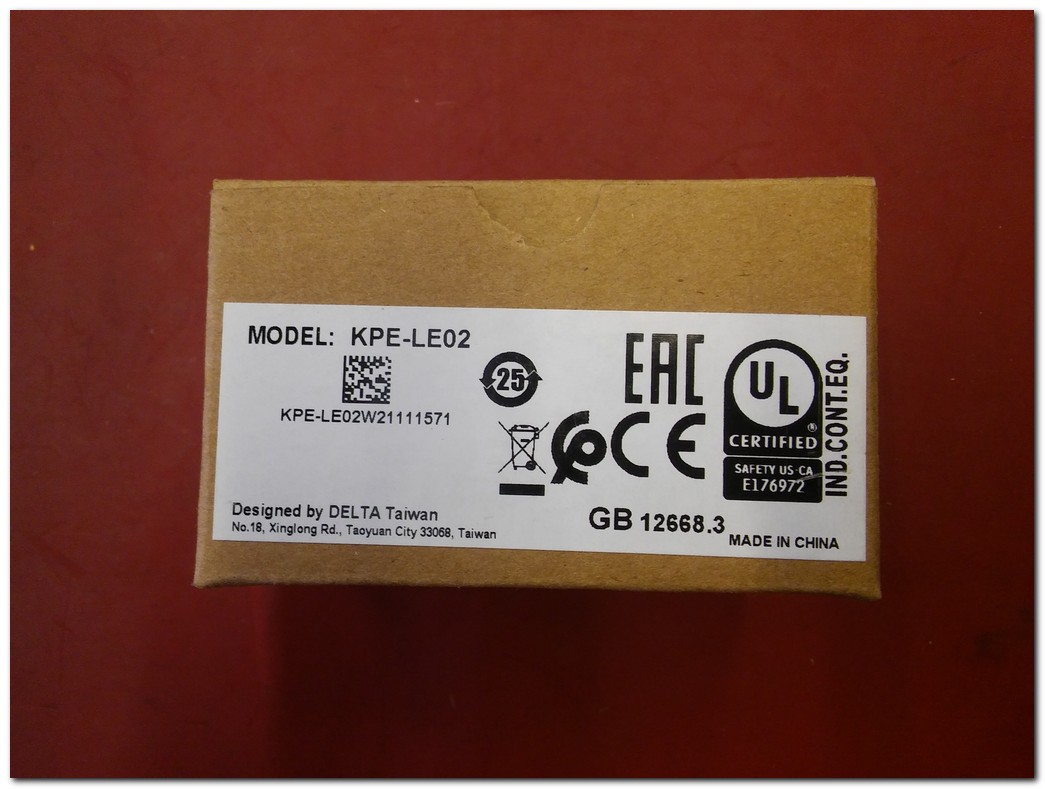 MODEL: KPE-LE02
KPE-LE02W21111571
25
EAC
CE
UL
®
CERTIFIED
SAFETY US·CA
E176972
IND.CONT.EQ.
Designed by DELTA Taiwan
No.18, Xinglong Rd., Taoyuan City 33068, Taiwan
GB 12668.3
MADE IN CHINA